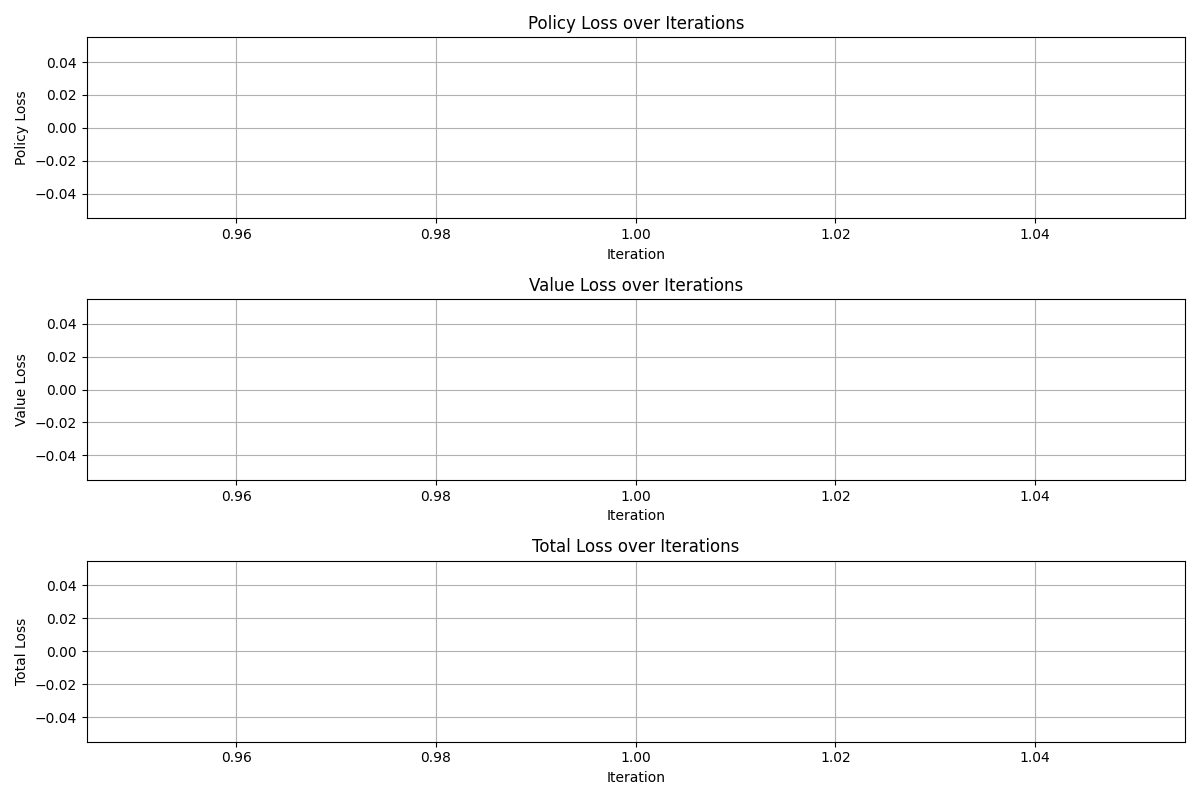 Policy Loss over Iterations
Policy Loss
0.04
0.02
0.00
−0.02
−0.04
0.96 0.98 1.00 1.02 1.04
Iteration
Value Loss over Iterations
Value Loss
0.04
0.02
0.00
−0.02
−0.04
0.96 0.98 1.00 1.02 1.04
Iteration
Total Loss over Iterations
Total Loss
0.04
0.02
0.00
−0.02
−0.04
0.96 0.98 1.00 1.02 1.04
Iteration